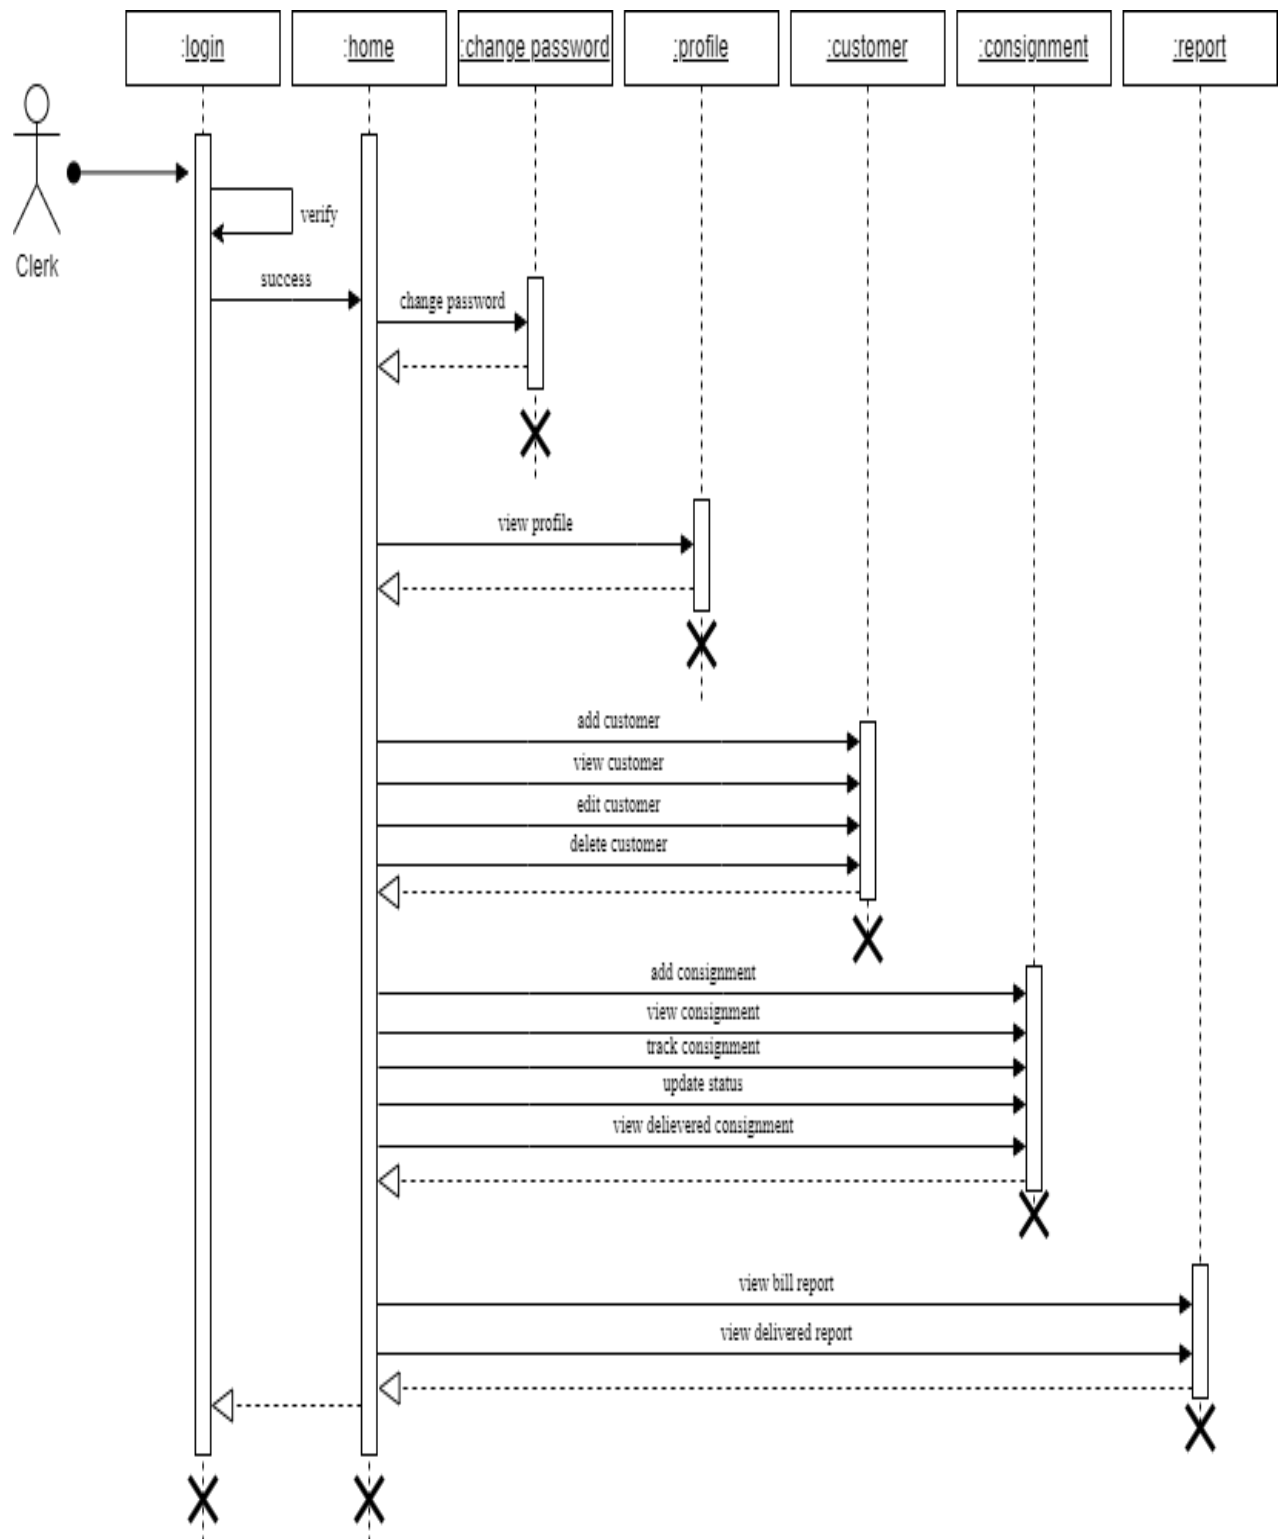 :login
:home
:change password
:profile
:customer
:consignment
:report
Clerk
verify
success
change password
view profile
add customer
view customer
edit customer
delete customer
add consignment
view consignment
track consignment
update status
view delievered consignment
view bill report
view delivered report